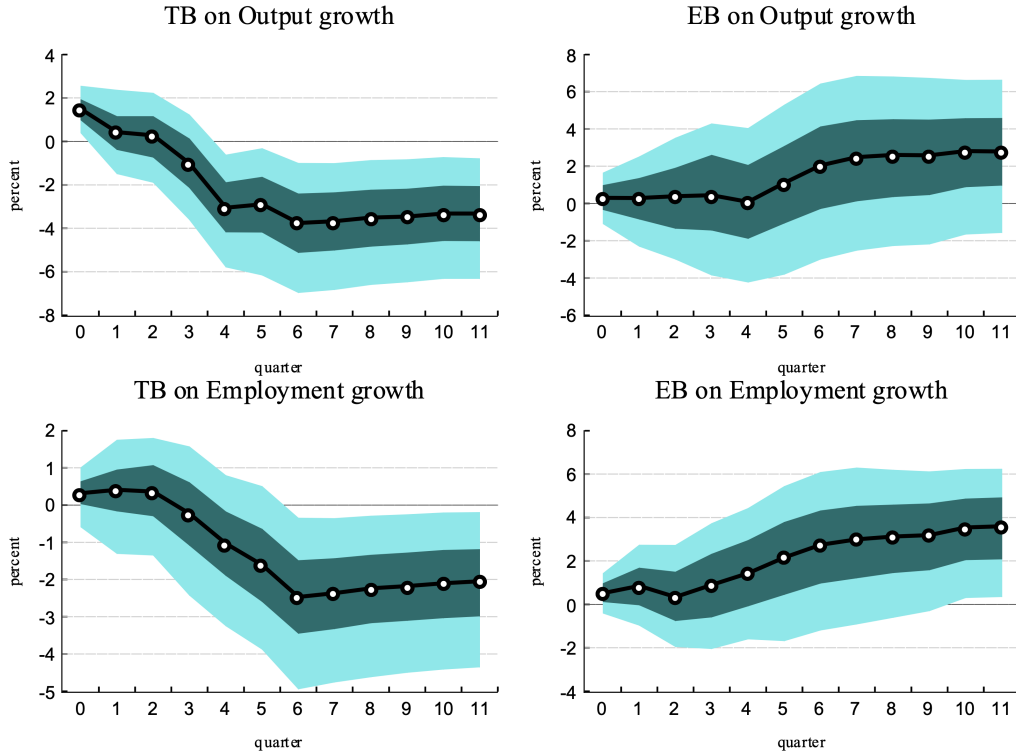 TB on Output growth
percent
4
2
0
-2
-4
-6
-8
0 1 2 3 4 5 6 7 8 9 10 11
quarter
EB on Output growth
percent
8
6
4
2
0
-2
-4
-6
0 1 2 3 4 5 6 7 8 9 10 11
quarter
TB on Employment growth
percent
2
1
0
-1
-2
-3
-4
-5
0 1 2 3 4 5 6 7 8 9 10 11
quarter
EB on Employment growth
percent
8
6
4
2
0
-2
-4
0 1 2 3 4 5 6 7 8 9 10 11
quarter